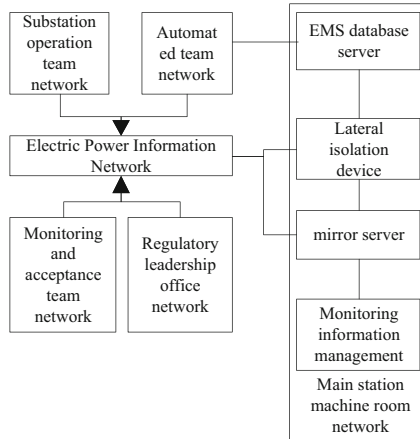 Substation
operation
team
network
Automat
ed team
network
EMS database
server
Electric Power Information
Network
Lateral
isolation
device
Monitoring
and
acceptance
team
network
Regulatory
leadership
office
network
mirror server
Monitoring
information
management
Main station
machine room
network